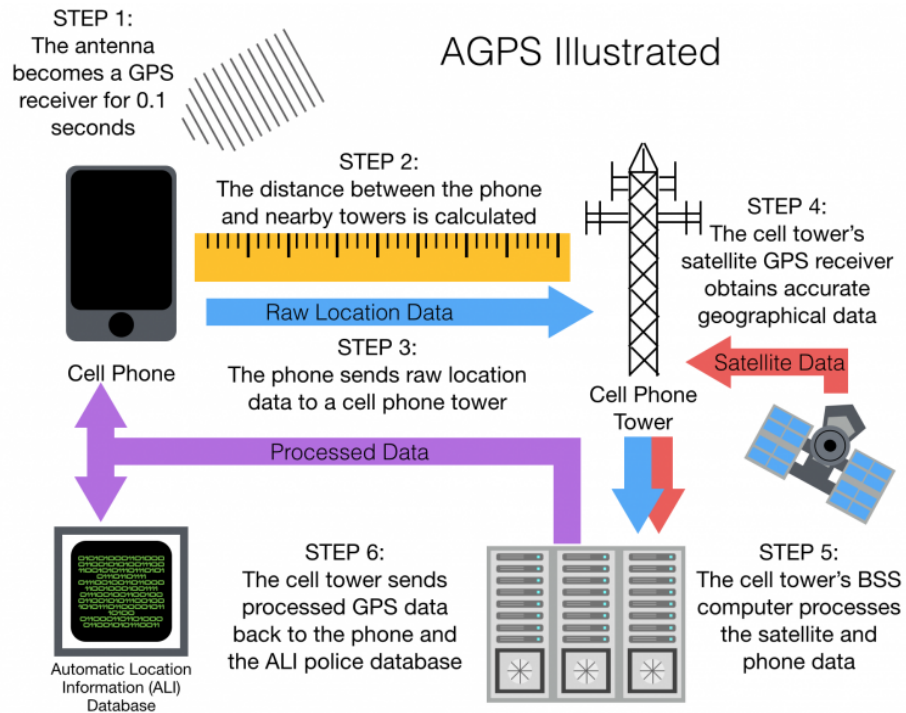 AGPS Illustrated
STEP 1:
The antenna
becomes a GPS
receiver for 0.1
seconds
STEP 2:
The distance between the phone
and nearby towers is calculated
Raw Location Data
STEP 3:
The phone sends raw location
data to a cell phone tower
Cell Phone
Cell Phone
Tower
STEP 4:
The cell tower's
satellite GPS receiver
obtains accurate
geographical data
Satellite Data
Processed Data
STEP 5:
The cell tower's BSS
computer processes
the satellite and
phone data
STEP 6:
The cell tower sends
processed GPS data
back to the phone and
the ALI police database
Automatic Location
Information (ALI)
Database